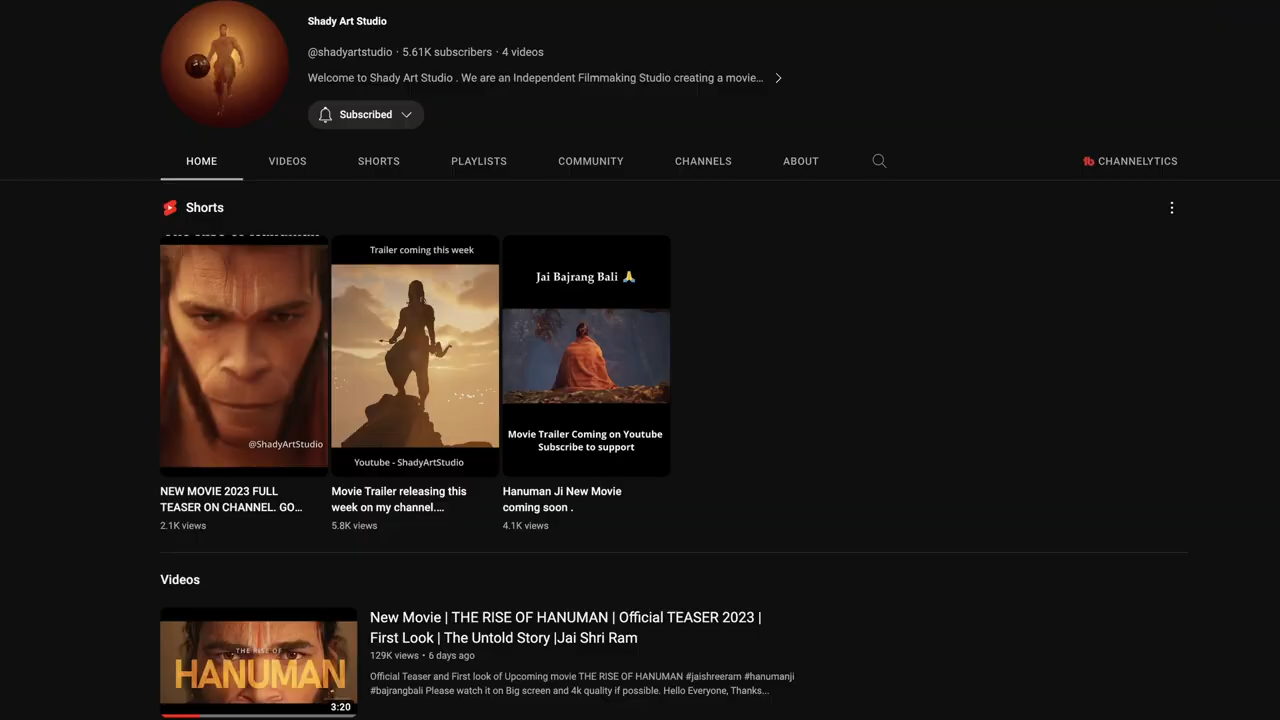 Shady Art Studio
@shadyartstudio · 5.61K subscribers · 4 videos
Welcome to Shady Art Studio . We are an Independent Filmmaking Studio creating a movie...
Subscribed
HOME VIDEOS SHORTS PLAYLISTS COMMUNITY CHANNELS ABOUT CHANNELYTICS
Shorts
Trailer coming this week
Jai Bajrang Bali 🙏
@ShadyArtStudio
Movie Trailer Coming on Youtube
Subscribe to support
Youtube - ShadyArtStudio
NEW MOVIE 2023 FULL
TEASER ON CHANNEL. GO...
2.1K views
Movie Trailer releasing this
week on my channel....
5.8K views
Hanuman Ji New Movie
coming soon .
4.1K views
Videos
THE RISE OF
HANUMAN
3:20
New Movie | THE RISE OF HANUMAN | Official TEASER 2023 |
First Look | The Untold Story |Jai Shri Ram
129K views • 6 days ago
Official Teaser and First look of Upcoming movie THE RISE OF HANUMAN #jaishreeram #hanumanji
#bajrangbali Please watch it on Big screen and 4k quality if possible. Hello Everyone, Thanks...